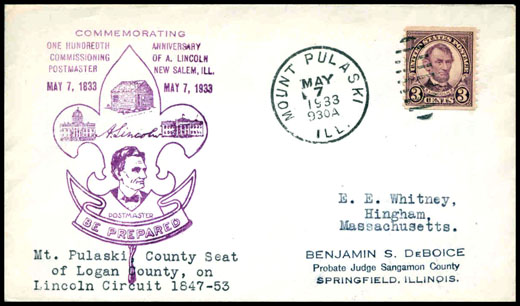 COMMEMORATING
ONE HUNDREDTH ANNIVERSARY
COMMISSIONING OF A. LINCOLN
POSTMASTER NEW SALEM, ILL.
MAY 7, 1833 MAY 7, 1933
A. Lincoln
POSTMASTER
BE PREPARED
MOUNT PULASKI
MAY
7
1933
930A
ILL.
UNITED STATES POSTAGE
LINCOLN
3 CENTS 3
E. E. Whitney,
Hingham,
Massachusetts.
Mt. Pulaski County Seat
of Logan County, on
Lincoln Circuit 1847-53
BENJAMIN S. DeBOICE
Probate Judge Sangamon County
SPRINGFIELD, ILLINOIS.